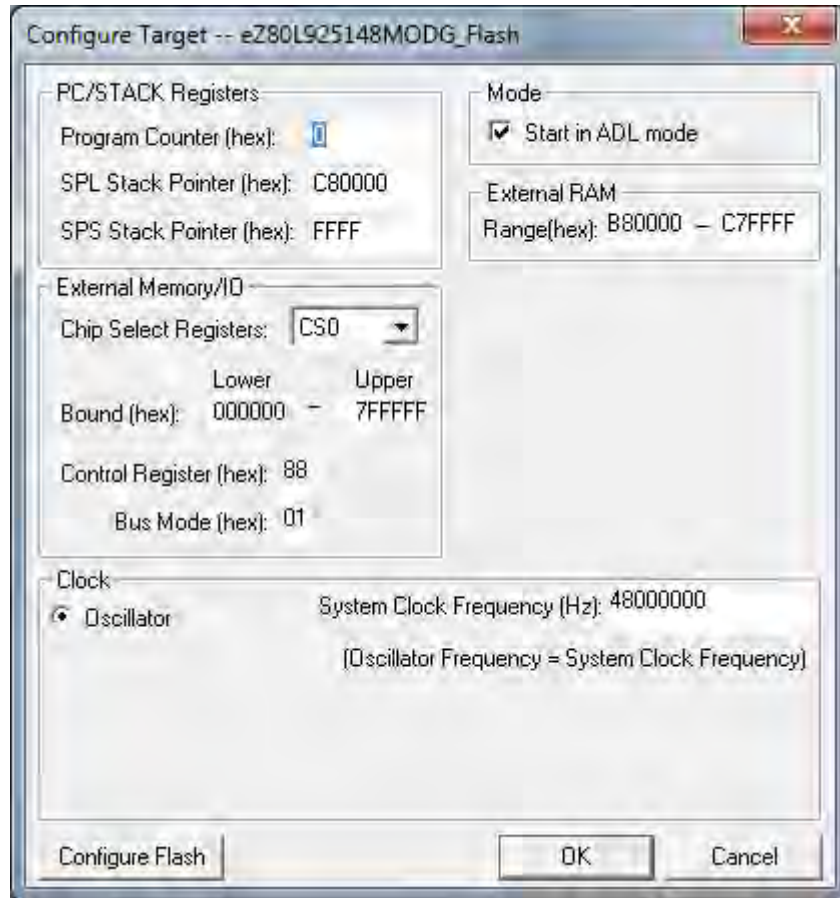 Configure Target -- eZ80L925148MODG_Flash
PC/STACK Registers
Program Counter (hex): 0
SPL Stack Pointer (hex): C80000
SPS Stack Pointer (hex): FFFF
Mode
Start in ADL mode
External RAM
Range(hex): B80000 – C7FFFF
External Memory/IO
Chip Select Registers: CS0
Lower Upper
Bound (hex): 000000 – 7FFFFF
Control Register (hex): 88
Bus Mode (hex): 01
Clock
Oscillator
System Clock Frequency (Hz): 48000000
(Oscillator Frequency = System Clock Frequency)
Configure Flash OK Cancel